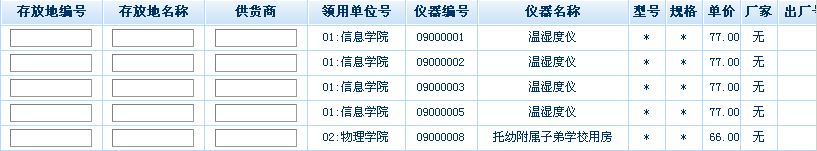 存放地编号 存放地名称 供货商 领用单位号 仪器编号 仪器名称 型号 规格 单价 厂家 出厂
01:信息学院 09000001 温湿度仪 * * 77.00 无
01:信息学院 09000002 温湿度仪 * * 77.00 无
01:信息学院 09000003 温湿度仪 * * 77.00 无
01:信息学院 09000005 温湿度仪 * * 77.00 无
02:物理学院 09000008 托幼附属子弟学校用房 * * 66.00 无